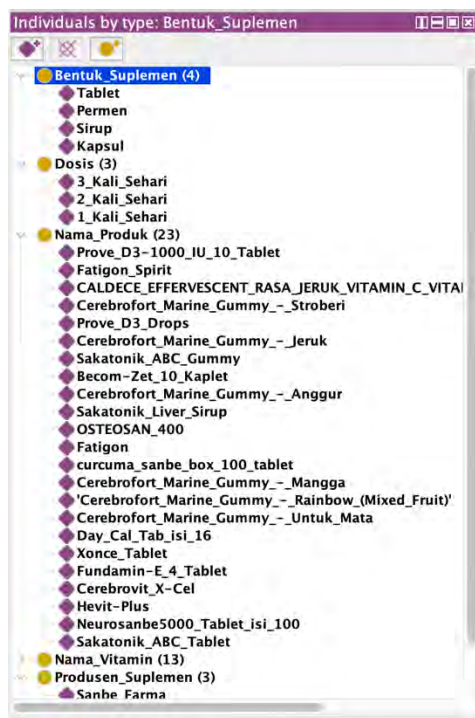 Individuals by type: Bentuk_Suplemen
Bentuk_Suplemen (4)
Tablet
Permen
Sirup
Kapsul
Dosis (3)
3_Kali_Sehari
2_Kali_Sehari
1_Kali_Sehari
Nama_Produk (23)
Prove_D3-1000_IU_10_Tablet
Fatigon_Spirit
CALDECE_EFFERVESCENT_RASA_JERUK_VITAMIN_C_VITA
Cerebrofort_Marine_Gummy_-_Stroberi
Prove_D3_Drops
Cerebrofort_Marine_Gummy_-_Jeruk
Sakatonik_ABC_Gummy
Becom-Zet_10_Kaplet
Cerebrofort_Marine_Gummy_-_Anggur
Sakatonik_Liver_Sirup
OSTEOSAN_400
Fatigon
curcuma_sanbe_box_100_tablet
Cerebrofort_Marine_Gummy_-_Mangga
'Cerebrofort_Marine_Gummy_-_Rainbow_(Mixed_Fruit)'
Cerebrofort_Marine_Gummy_-_Untuk_Mata
Day_Cal_Tab_isi_16
Xonce_Tablet
Fundamin-E_4_Tablet
Cerebrovit_X-Cel
Hevit-Plus
Neurosanbe5000_Tablet_isi_100
Sakatonik_ABC_Tablet
Nama_Vitamin (13)
Produsen_Suplemen (3)
Sanbe_Farma